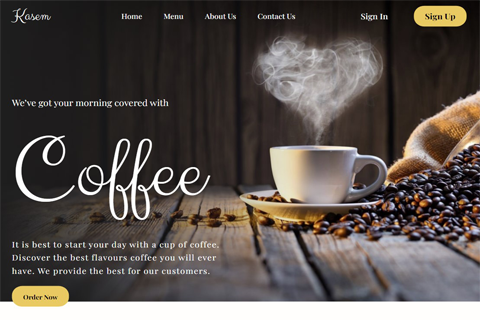 Kasem
Home Menu About Us Contact Us Sign In Sign Up
We've got your morning covered with
Coffee
It is best to start your day with a cup of coffee.
Discover the best flavours coffee you will ever
have. We provide the best for our customers.
Order Now